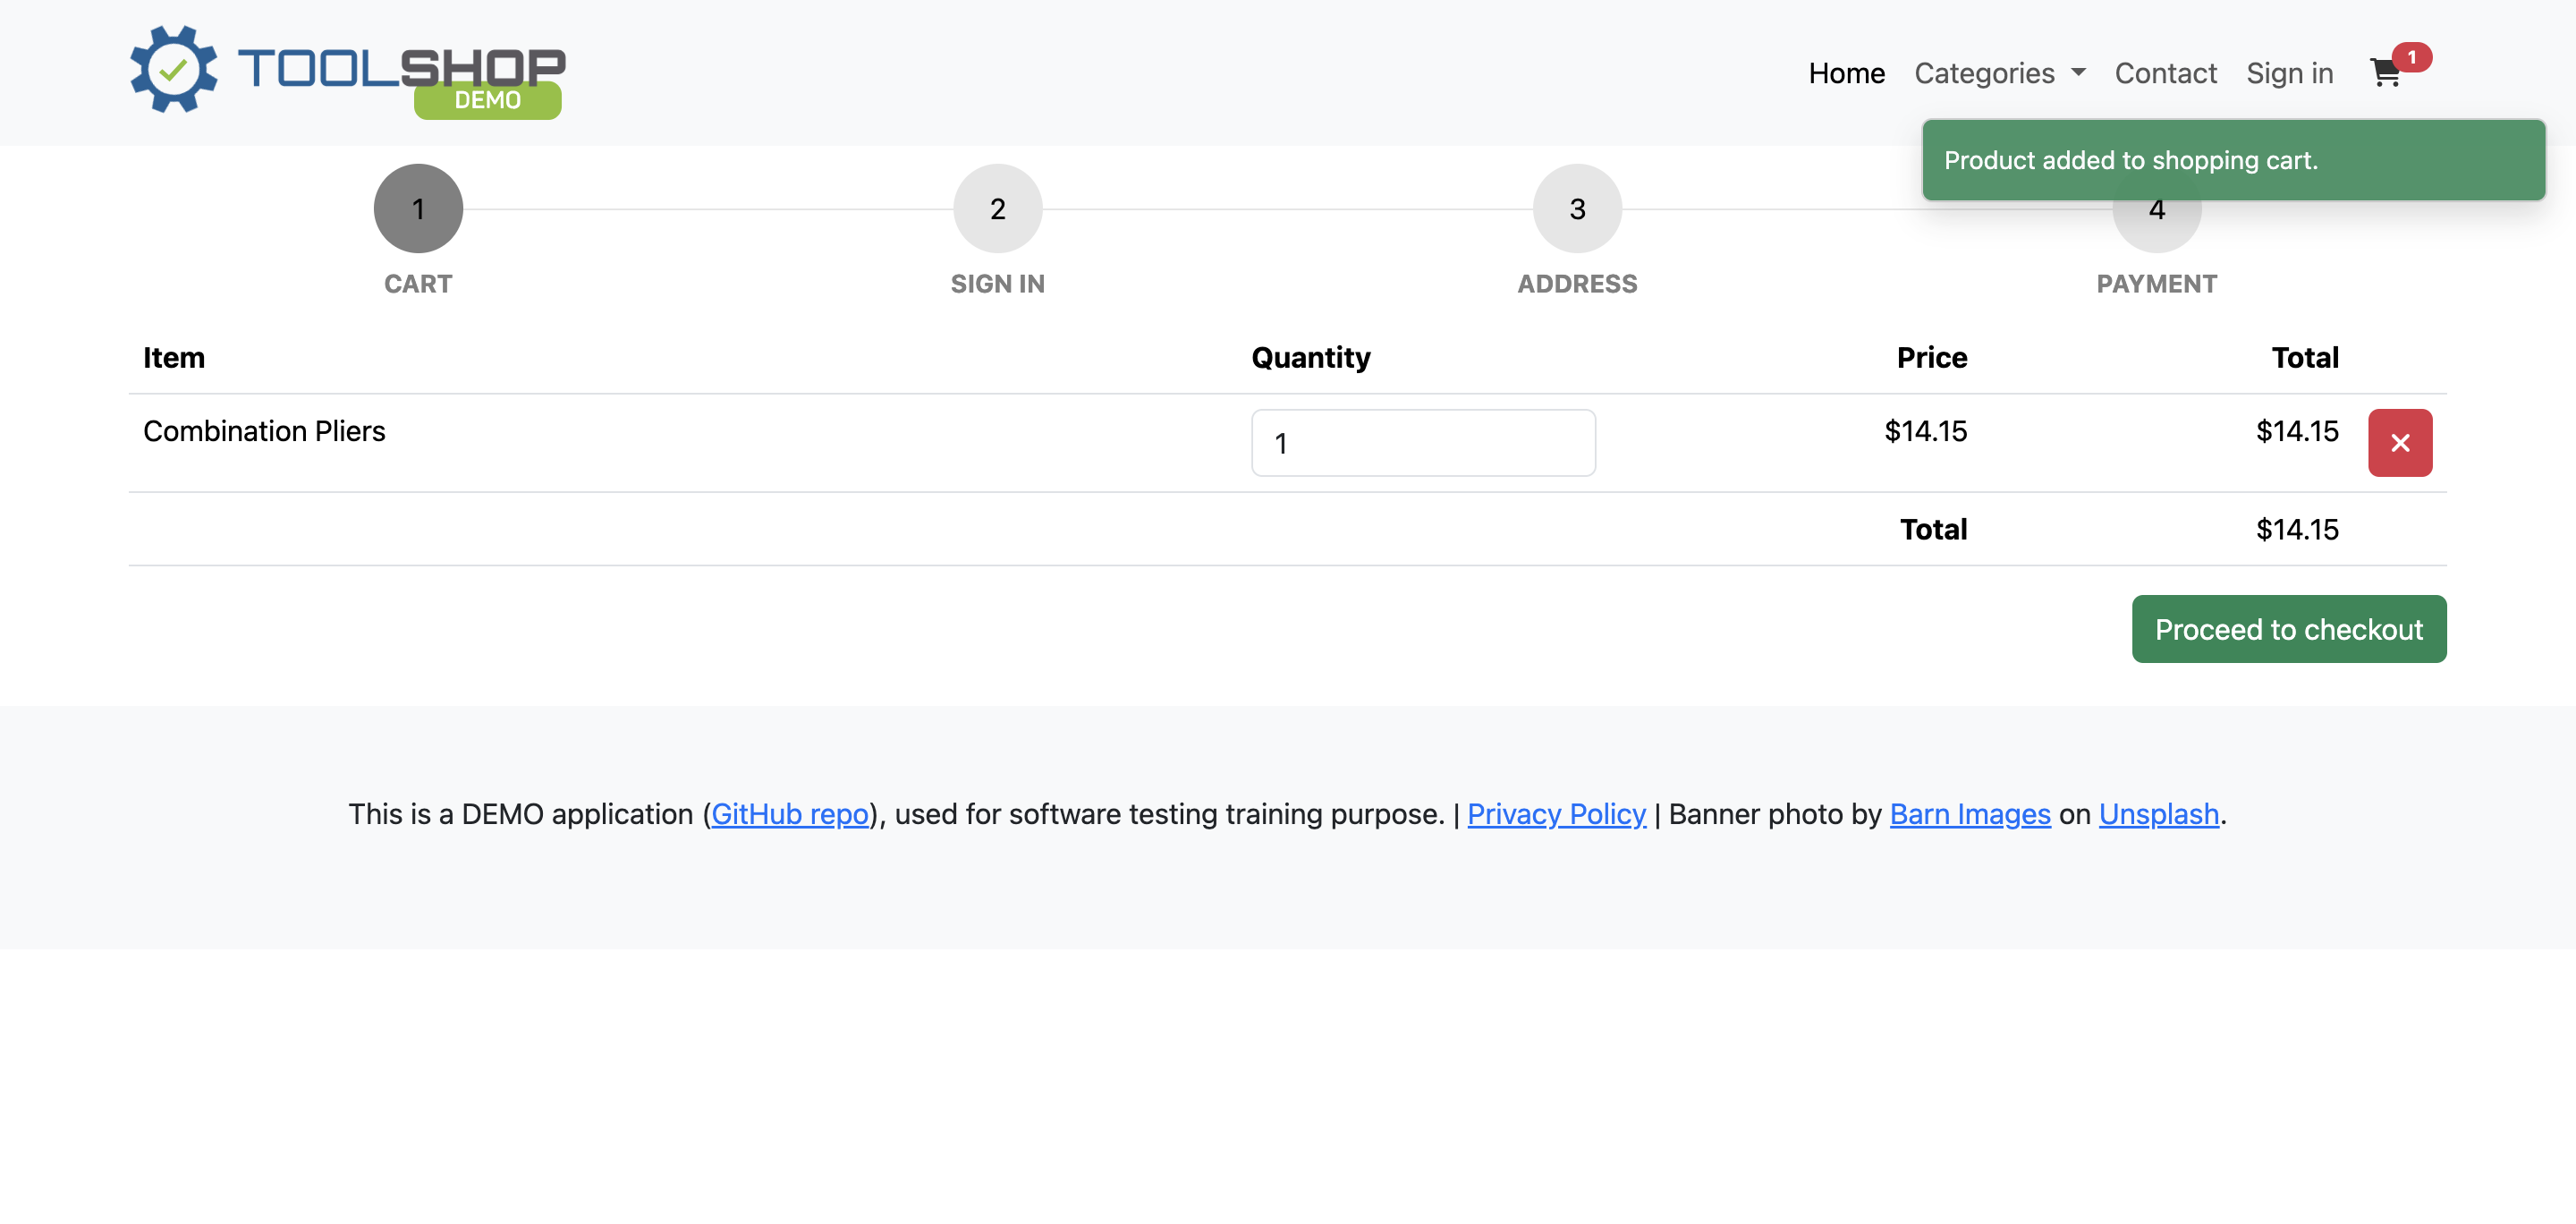 TOOLSHOP
DEMO
Home Categories Contact Sign in 1
Product added to shopping cart.
1 2 3 4
CART SIGN IN ADDRESS PAYMENT
Item Quantity Price Total
Combination Pliers 1 $14.15 $14.15
Total $14.15
Proceed to checkout
This is a DEMO application (GitHub repo), used for software testing training purpose. | Privacy Policy | Banner photo by Barn Images on Unsplash.